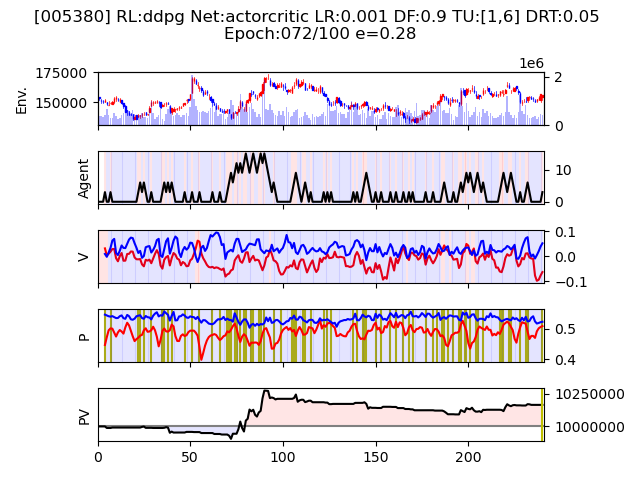 [005380] RL:ddpg Net:actorcritic LR:0.001 DF:0.9 TU:[1,6] DRT:0.05
Epoch:072/100 e=0.28
1e6
175000
150000
Env.
2
0
Agent
10
0
V
0.1
0.0
−0.1
P
0.5
0.4
PV
10250000
10000000
0 50 100 150 200